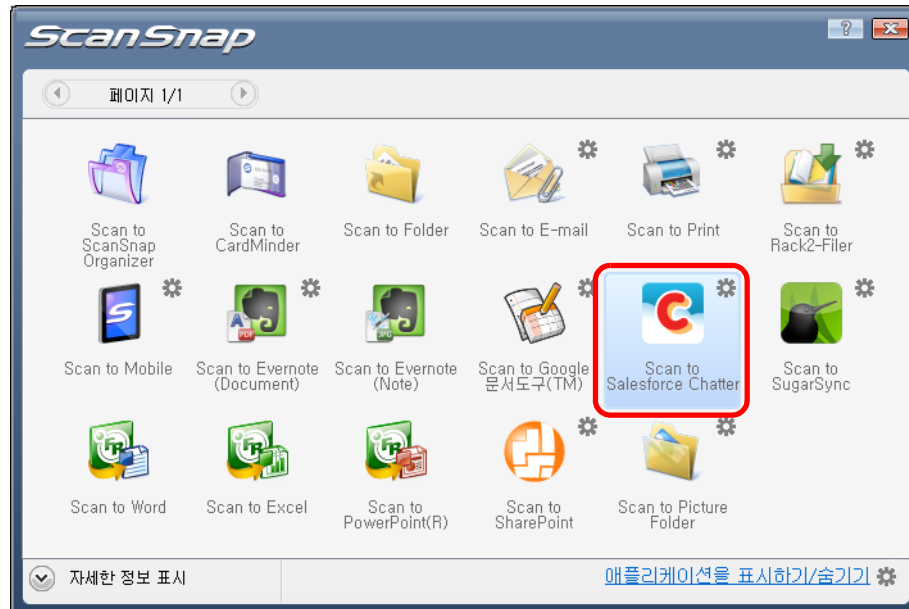 ScanSnap
페이지 1/1
Scan to
ScanSnap
Organizer
Scan to
CardMinder
Scan to Folder
Scan to E-mail
Scan to Print
Scan to
Rack2-Filer
Scan to Mobile
Scan to Evernote
(Document)
Scan to Evernote
(Note)
Scan to Google
문서도구(TM)
Scan to
Salesforce Chatter
Scan to
SugarSync
Scan to Word
Scan to Excel
Scan to
PowerPoint(R)
Scan to
SharePoint
Scan to Picture
Folder
자세한 정보 표시
애플리케이션을 표시하기/숨기기